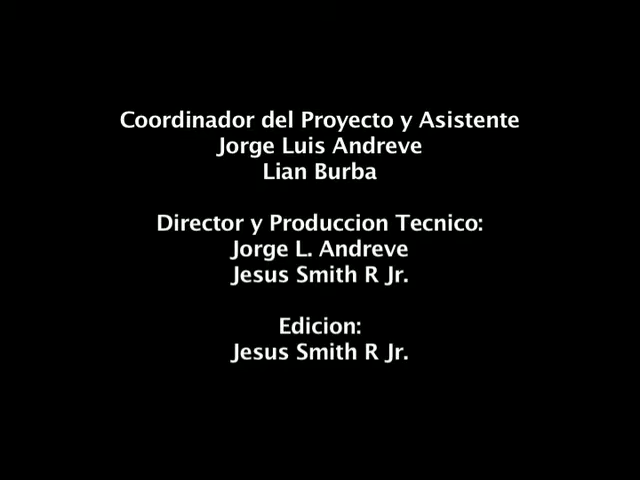 Coordinador del Proyecto y Asistente
Jorge Luis Andreve
Lian Burba
Director y Produccion Tecnico:
Jorge L. Andreve
Jesus Smith R Jr.
Edicion:
Jesus Smith R Jr.